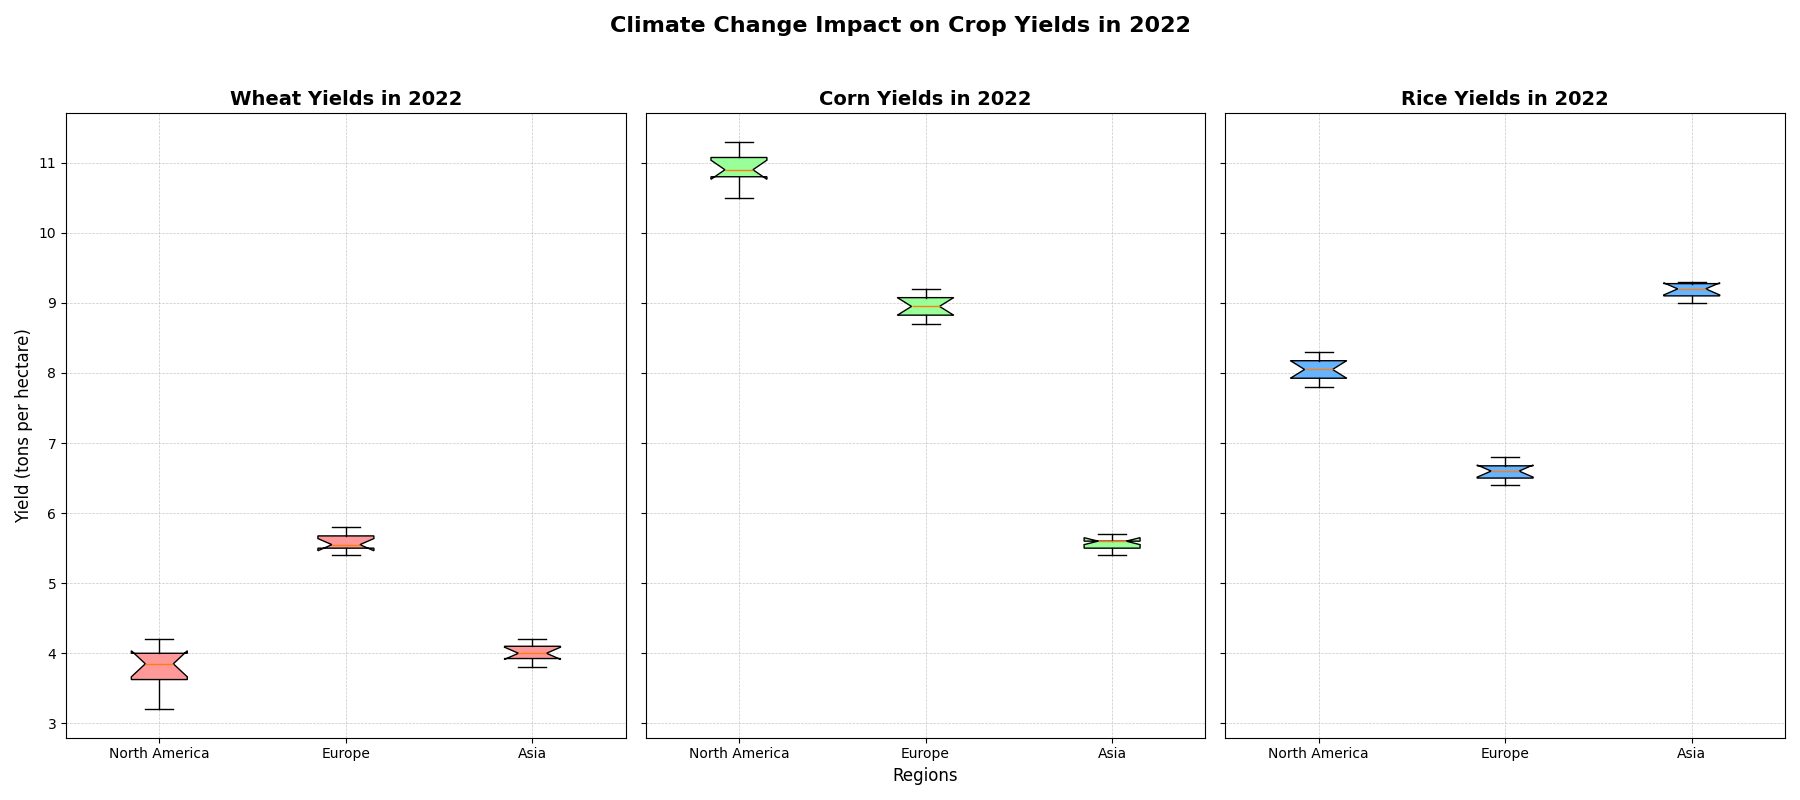 Climate Change Impact on Crop Yields in 2022
Wheat Yields in 2022
Corn Yields in 2022
Rice Yields in 2022
Yield (tons per hectare)
11
10
9
8
7
6
5
4
3
North America Europe Asia
North America Europe Asia
North America Europe Asia
Regions